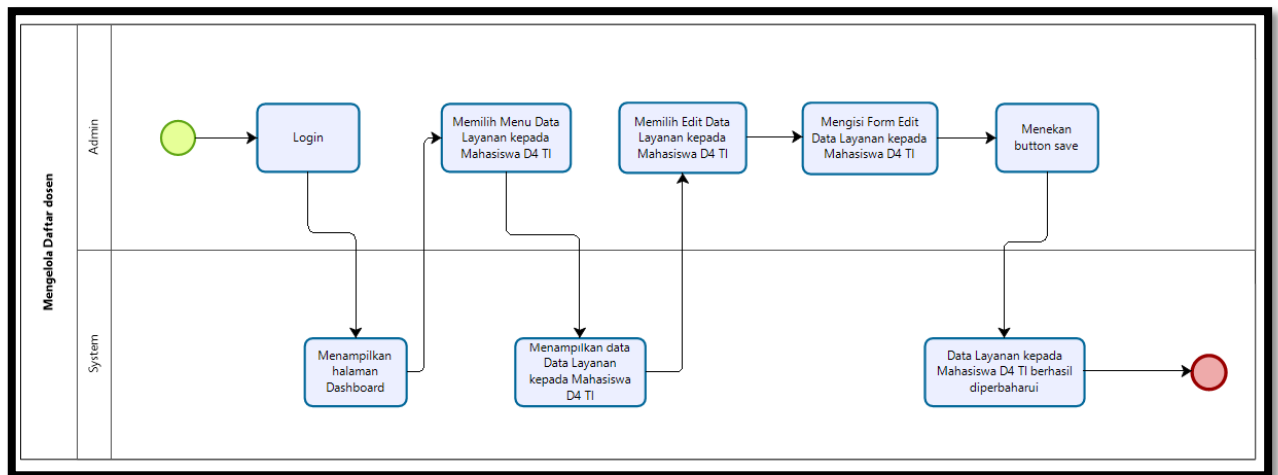 Mengelola Daftar dosen
Admin
Login
Memilih Menu Data
Layanan kepada
Mahasiswa D4 TI
Memilih Edit Data
Layanan kepada
Mahasiswa D4 TI
Mengisi Form Edit
Data Layanan kepada
Mahasiswa D4 TI
Menekan
button save
System
Menampilkan
halaman
Dashboard
Menampilkan data
Data Layanan
kepada Mahasiswa
D4 TI
Data Layanan kepada
Mahasiswa D4 TI berhasil
diperbaharui